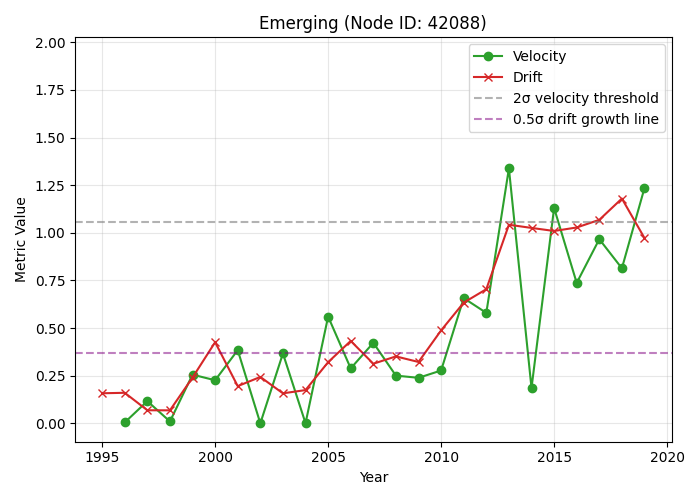 Emerging (Node ID: 42088)
2.00
1.75
1.50
1.25
1.00
0.75
0.50
0.25
0.00
Metric Value
Velocity
Drift
2σ velocity threshold
0.5σ drift growth line
1995
2000
2005
2010
2015
2020
Year